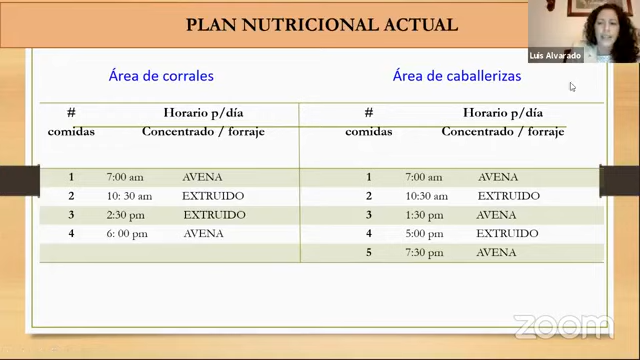 PLAN NUTRICIONAL ACTUAL
Luis Alvarado
Área de corrales
Área de caballerizas
# Horario p/día # Horario p/día
comidas Concentrado / forraje comidas Concentrado / forraje
1 7:00 am AVENA 1 7:00 am AVENA
2 10: 30 am EXTRUIDO 2 10:30 am EXTRUIDO
3 2:30 pm EXTRUIDO 3 1:30 pm AVENA
4 6: 00 pm AVENA 4 5:00 pm EXTRUIDO
5 7:30 pm AVENA
zoom